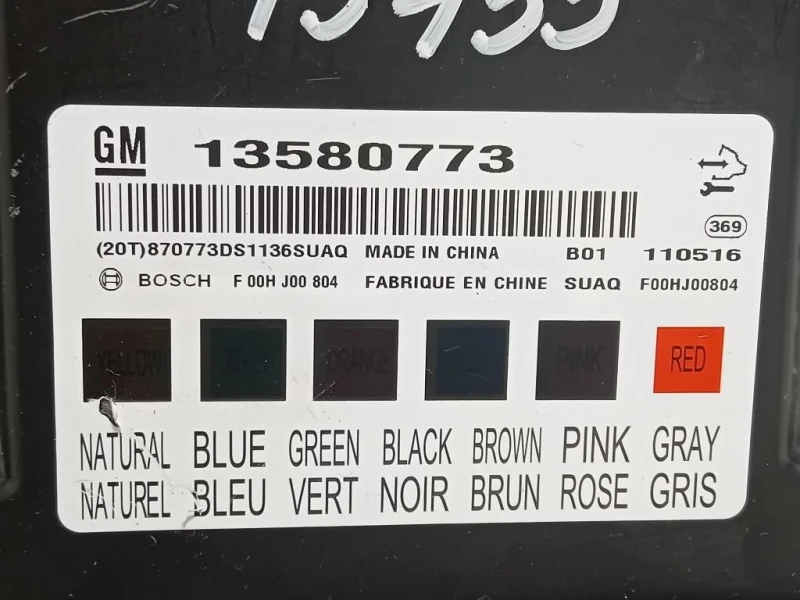 GM 13580773
369
(20T)870773DS1136SUAQ MADE IN CHINA B01 110516
BOSCH F 00H J00 804 FABRIQUE EN CHINE SUAQ F00HJ00804
YELLOW ORANGE PINK RED
NATURAL BLUE GREEN BLACK BROWN PINK GRAY
NATUREL BLEU VERT NOIR BRUN ROSE GRIS